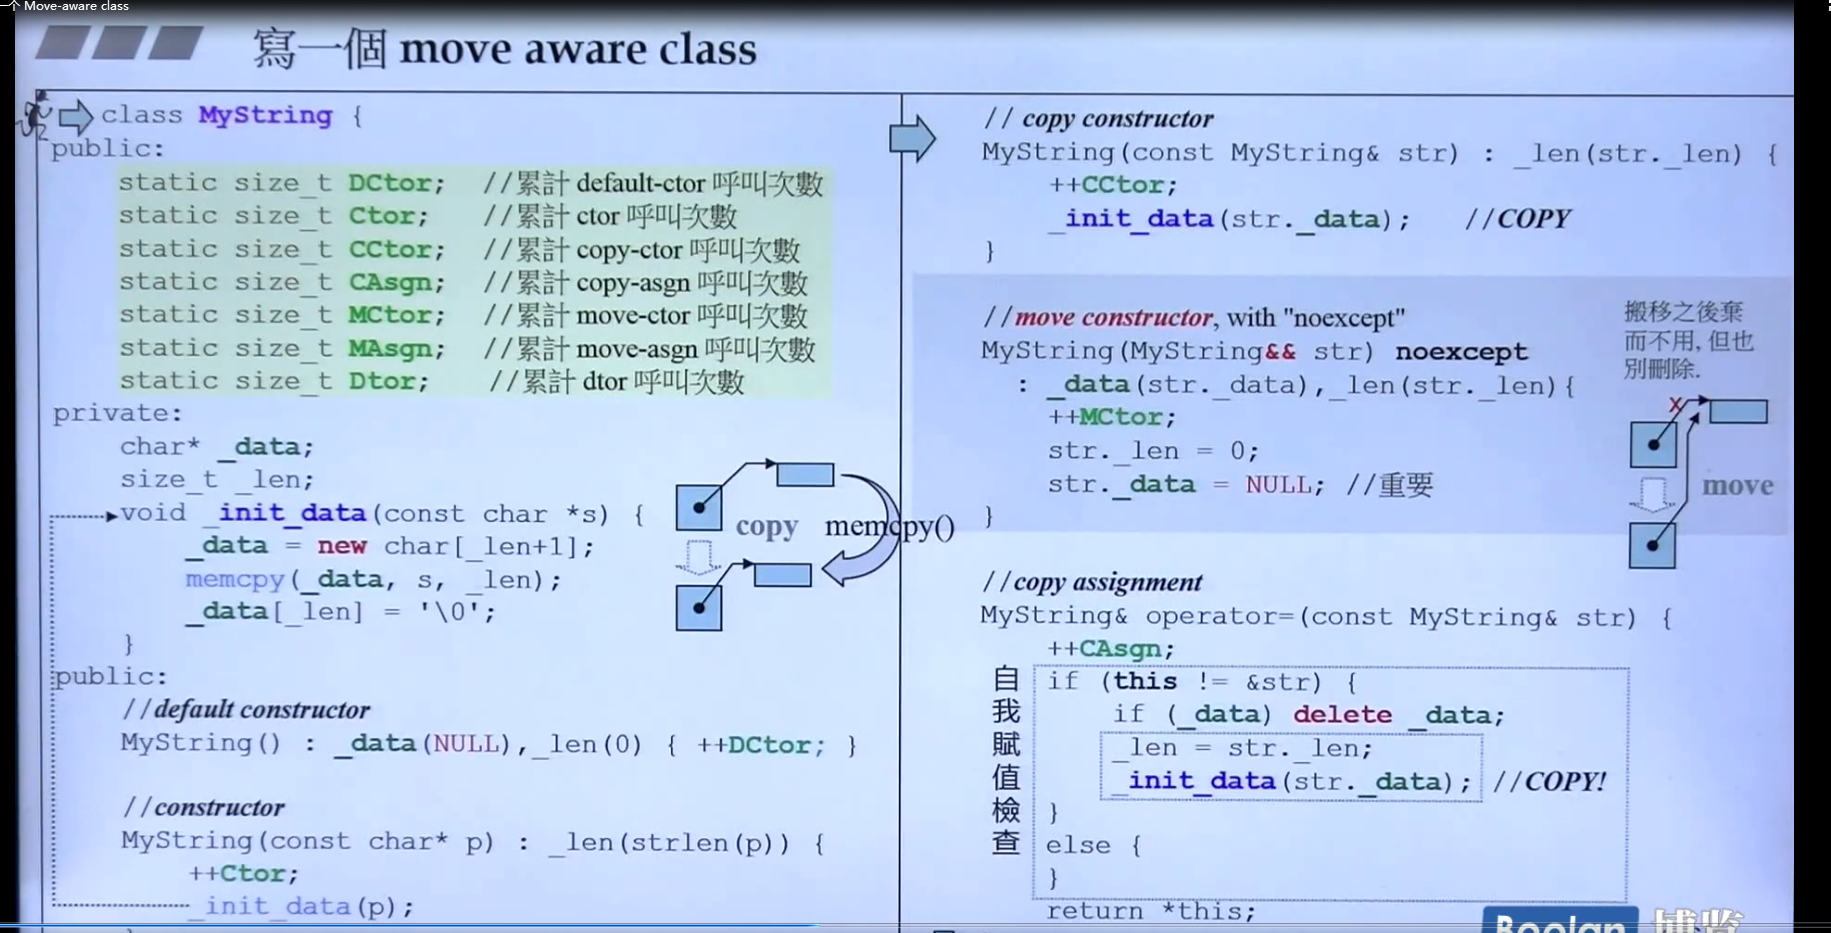 一个 Move-aware class
寫一個 move aware class
class MyString {
public:
static size_t DCtor; //累計 default-ctor 呼叫次數
static size_t Ctor; //累計 ctor 呼叫次數
static size_t CCtor; //累計 copy-ctor 呼叫次數
static size_t CAsgn; //累計 copy-asgn 呼叫次數
static size_t MCtor; //累計 move-ctor 呼叫次數
static size_t MAsgn; //累計 move-asgn 呼叫次數
static size_t Dtor; //累計 dtor 呼叫次數
private:
char* _data;
size_t _len;
void _init_data(const char *s) {
_data = new char[_len+1];
memcpy(_data, s, _len);
_data[_len] = '\0';
}
copy
memcpy()
public:
//default constructor
MyString() : _data(NULL),_len(0) { ++DCtor; }
//constructor
MyString(const char* p) : _len(strlen(p)) {
++Ctor;
_init_data(p);
// copy constructor
MyString(const MyString& str) : _len(str._len) {
++CCtor;
_init_data(str._data); //COPY
}
//move constructor, with "noexcept"
MyString(MyString&& str) noexcept
: _data(str._data),_len(str._len){
++MCtor;
str._len = 0;
str._data = NULL; //重要
}
搬移之後棄
而不用, 但也
別刪除.
x
move
//copy assignment
MyString& operator=(const MyString& str) {
++CAsgn;
自我賦值檢查
if (this != &str) {
if (_data) delete _data;
_len = str._len;
_init_data(str._data); //COPY!
}
else {
}
return *this;
Boolan 博览